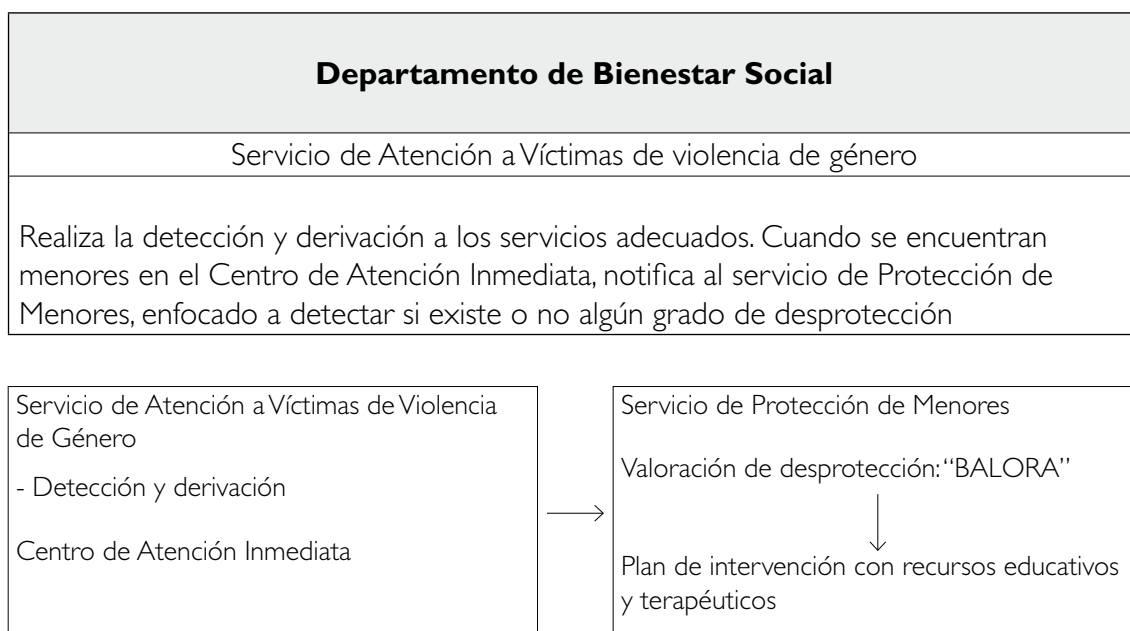 Departamento de Bienestar Social
Servicio de Atención a Víctimas de violencia de género
Realiza la detección y derivación a los servicios adecuados. Cuando se encuentran
menores en el Centro de Atención Inmediata, notifica al servicio de Protección de
Menores, enfocado a detectar si existe o no algún grado de desprotección
Servicio de Atención a Víctimas de Violencia
de Género
- Detección y derivación
Centro de Atención Inmediata
Servicio de Protección de Menores
Valoración de desprotección: “BALORA”
Plan de intervención con recursos educativos
y terapéuticos